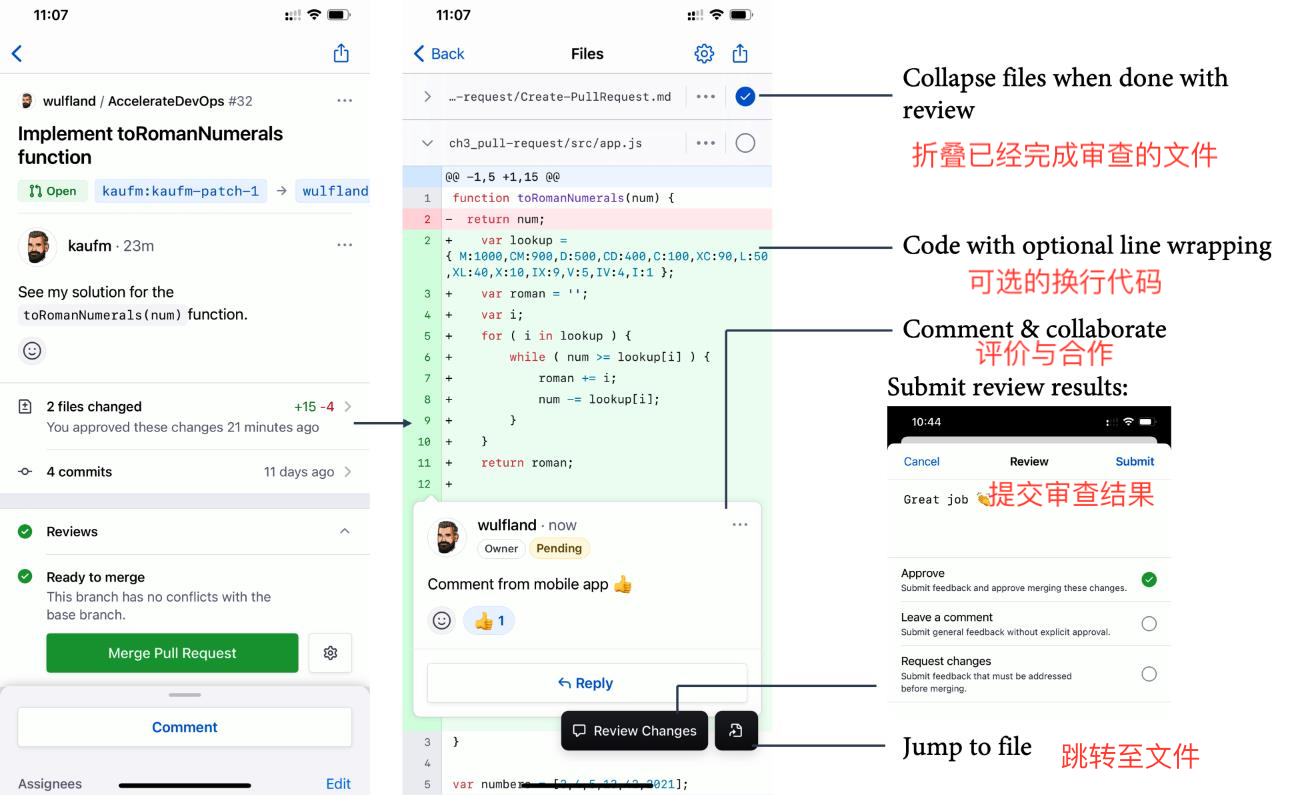 11:07
wulfland / AccelerateDevOps #32
Implement toRomanNumerals
function
Open kaufm:kaufm-patch-1 → wulfland
kaufm · 23m
See my solution for the
toRomanNumerals(num) function.
2 files changed +15 -4
You approved these changes 21 minutes ago
4 commits 11 days ago
Reviews
Ready to merge
This branch has no conflicts with the
base branch.
Merge Pull Request
Comment
Assignees Edit
11:07
Back Files
…-request/Create-PullRequest.md
ch3_pull-request/src/app.js
@@ -1,5 +1,15 @@
1 function toRomanNumerals(num) {
2 - return num;
2 + var lookup =
{ M:1000,CM:900,D:500,CD:400,C:100,XC:90,L:50
,XL:40,X:10,IX:9,V:5,IV:4,I:1 };
3 + var roman = '';
4 + var i;
5 + for ( i in lookup ) {
6 + while ( num >= lookup[i] ) {
7 + roman += i;
8 + num -= lookup[i];
9 + }
10 + }
11 + return roman;
12 +
wulfland · now
Owner Pending
Comment from mobile app 👍
👍 1
Reply
Review Changes
3 }
4
5 var numbers = [3,4,5,13,43,2021];
Collapse files when done with
review
折叠已经完成审查的文件
Code with optional line wrapping
可选的换行代码
Comment & collaborate
评价与合作
Submit review results:
10:44
Cancel Review Submit
Great job 👏 提交审查结果
Approve
Submit feedback and approve merging these changes.
Leave a comment
Submit general feedback without explicit approval.
Request changes
Submit feedback that must be addressed
before merging.
Jump to file 跳转至文件